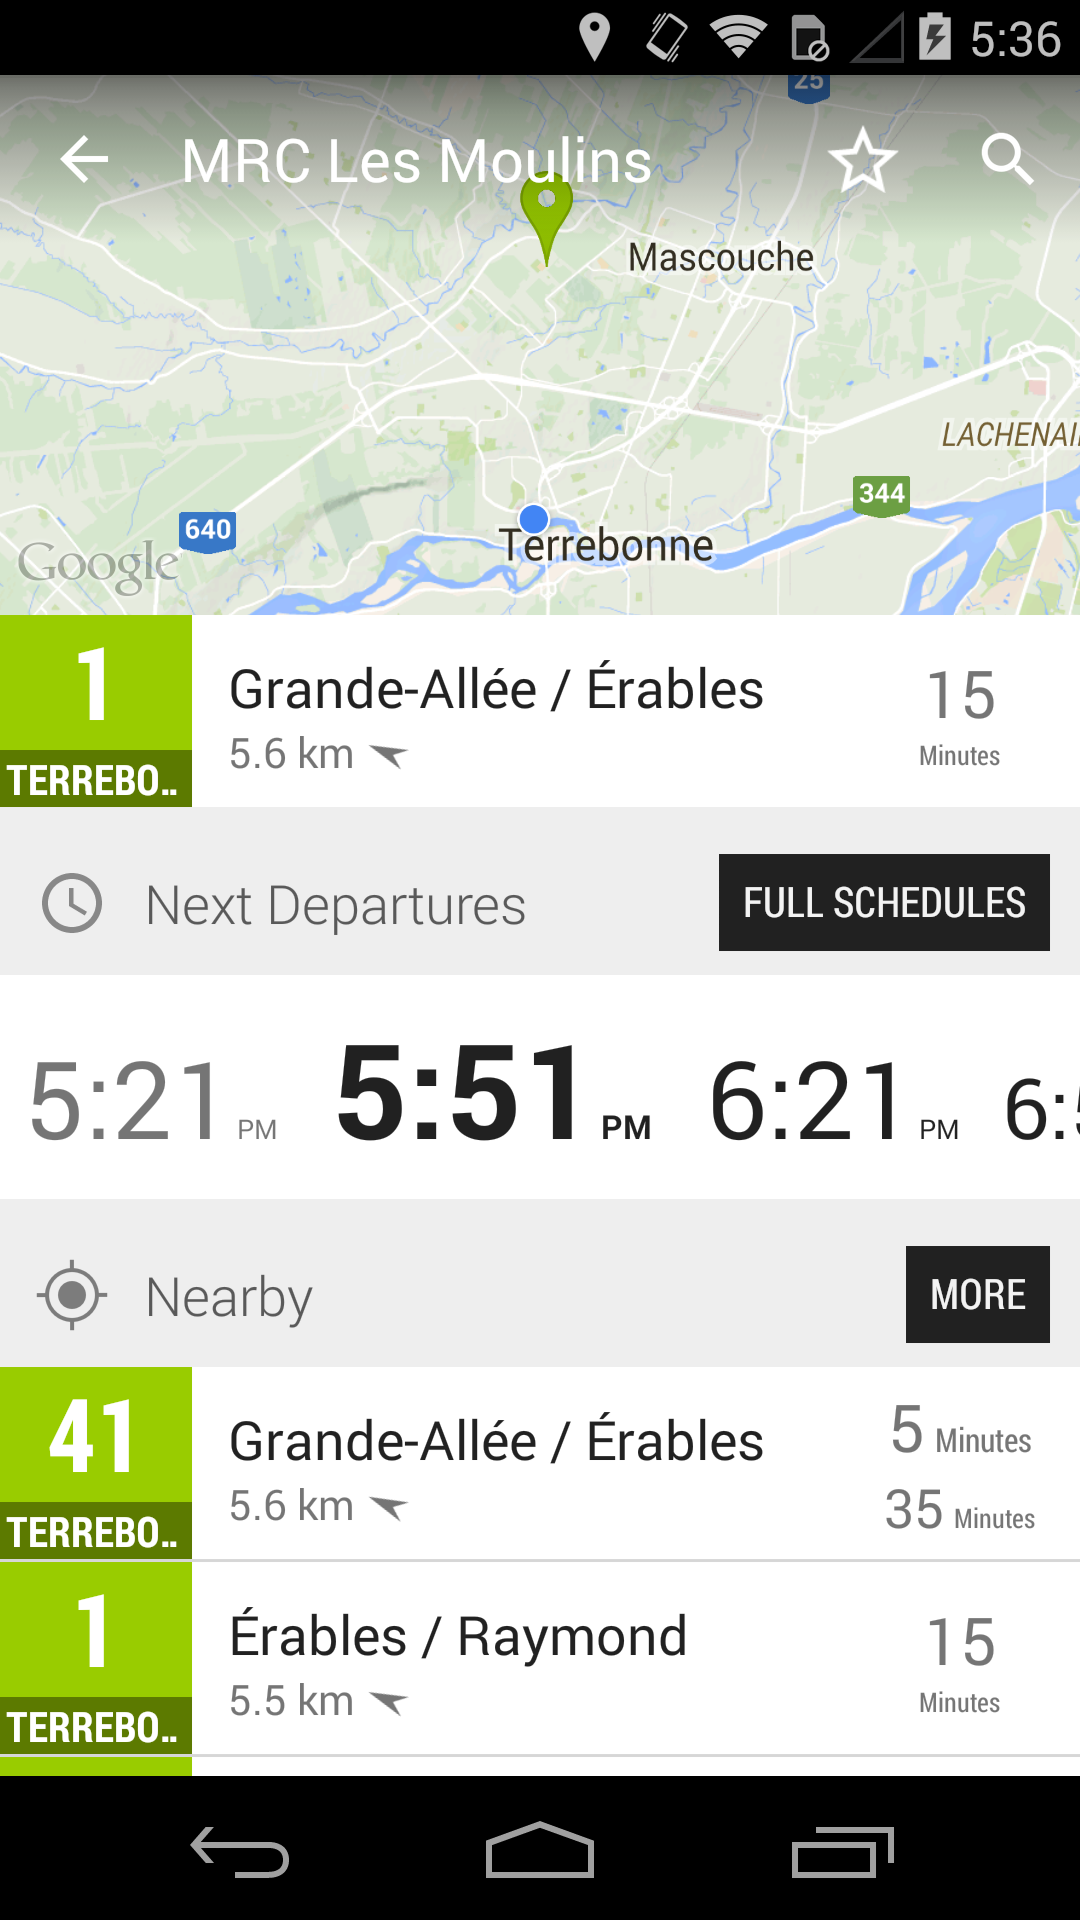 5:36
25
MRC Les Moulins
Mascouche
LACHENAI
344
640
Terrebonne
Google
1
TERREBO..
Grande-Allée / Érables
5.6 km
15
Minutes
Next Departures
FULL SCHEDULES
5:21 PM
5:51 PM
6:21 PM
6:5
Nearby
MORE
41
TERREBO..
Grande-Allée / Érables
5.6 km
5 Minutes
35 Minutes
1
TERREBO..
Érables / Raymond
5.5 km
15
Minutes